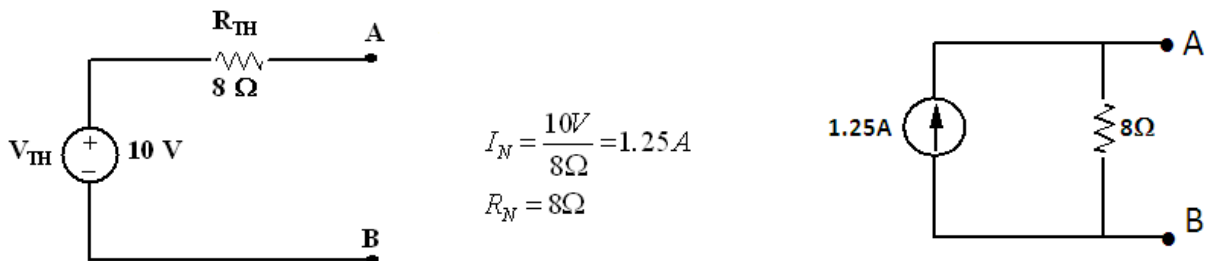 R_TH
8 Ω
A
V_TH
+
−
10 V
B
I_N = 10V / 8Ω = 1.25A
R_N = 8Ω
1.25A
A
8Ω
B